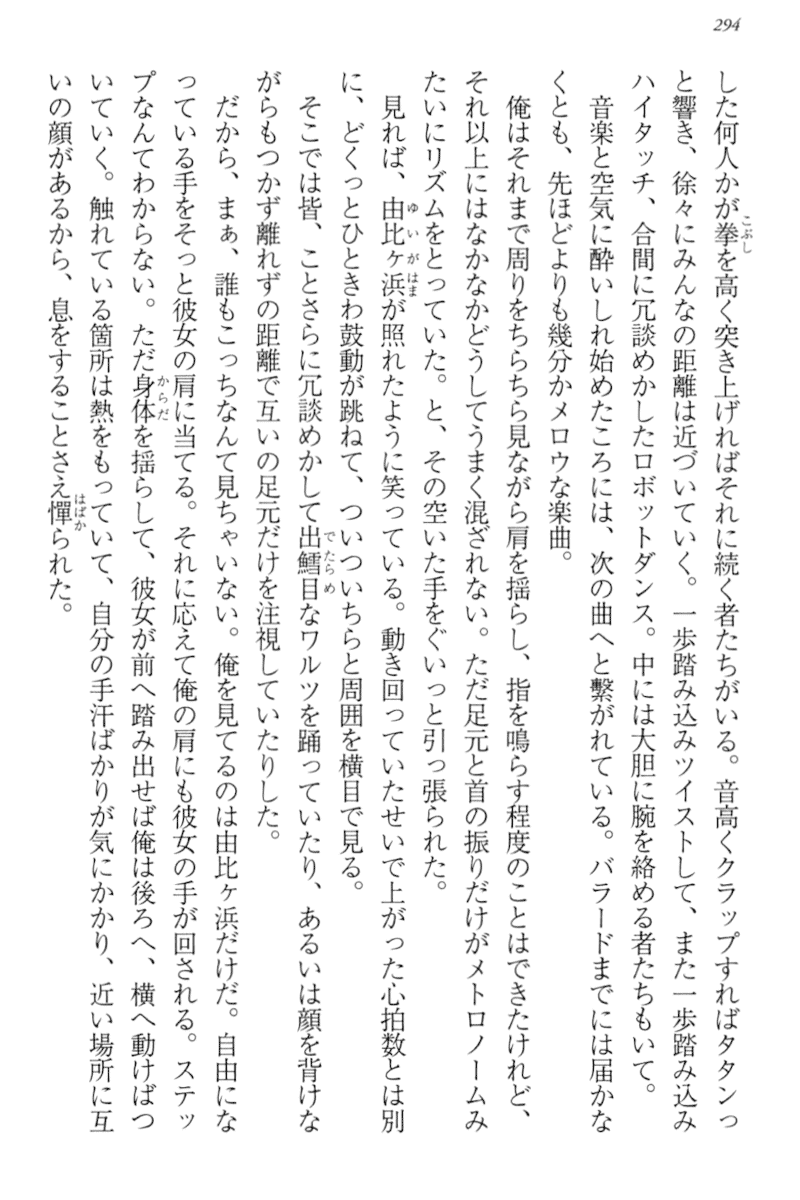 294
した何人かが拳を高く突き上げればそれに続く者たちがいる。音高くクラップすればタタンっ
と響き、徐々にみんなの距離は近づいていく。一歩踏み込みツイストして、また一歩踏み込み
ハイタッチ、合間に冗談めかしたロボットダンス。中には大胆に腕を絡める者たちもいて。
音楽と空気に酔いしれ始めたころには、次の曲へと繋がれている。バラードまでには届かな
くとも、先ほどよりも幾分かメロウな楽曲。
俺はそれまで周りをちらちら見ながら肩を揺らし、指を鳴らす程度のことはできたけれど、
それ以上にはなかなかどうしてうまく混ざれない。ただ足元と首の振りだけがメトロノームみ
たいにリズムをとっていた。と、その空いた手をぐいっと引っ張られた。
見れば、由比ヶ浜が照れたように笑っている。動き回っていたせいで上がった心拍数とは別
に、どくっとひときわ鼓動が跳ねて、ついついちらと周囲を横目で見る。
そこでは皆、ことさらに冗談めかして出鱈目なワルツを踊っていたり、あるいは顔を背けな
がらもつかず離れずの距離で互いの足元だけを注視していたりした。
だから、まぁ、誰もこっちなんて見ちゃいない。俺を見てるのは由比ヶ浜だけだ。自由にな
っている手をそっと彼女の肩に当てる。それに応えて俺の肩にも彼女の手が回される。ステッ
プなんてわからない。ただ身体を揺らして、彼女が前へ踏み出せば俺は後ろへ、横へ動けばつ
いていく。触れている箇所は熱をもっていて、自分の手汗ばかりが気にかかり、近い場所に互
いの顔があるから、息をすることさえ憚られた。